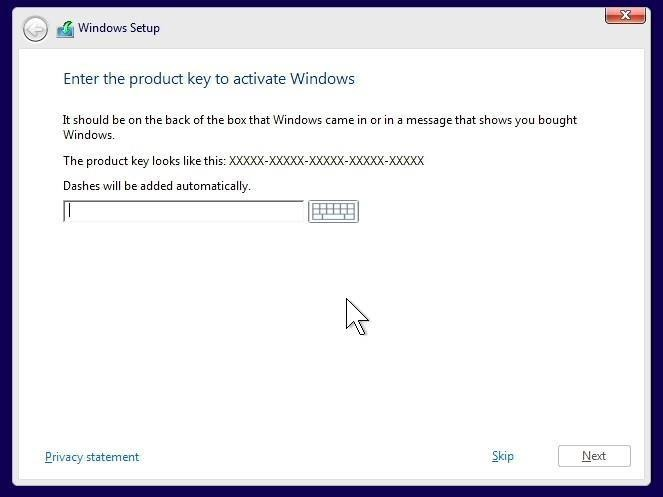 Windows Setup
Enter the product key to activate Windows
It should be on the back of the box that Windows came in or in a message that shows you bought
Windows.
The product key looks like this: XXXXX-XXXXX-XXXXX-XXXXX-XXXXX
Dashes will be added automatically.
Privacy statement
Skip
Next